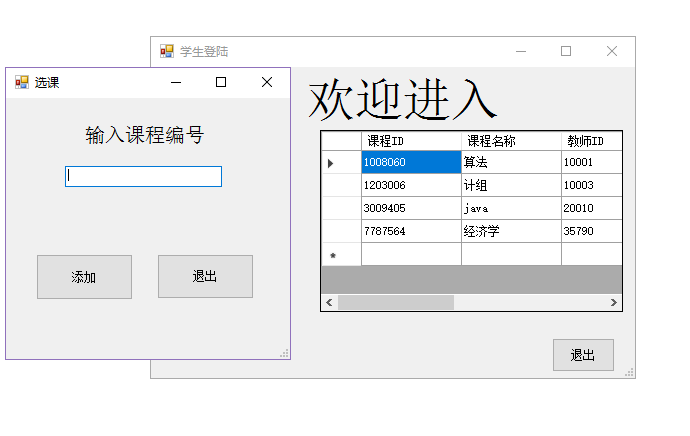 学生登陆
选课
输入课程编号
添加
退出
欢迎进入
课程ID 课程名称 教师ID
1008060 算法 10001
1203006 计组 10003
3009405 java 20010
7787564 经济学 35790
退出